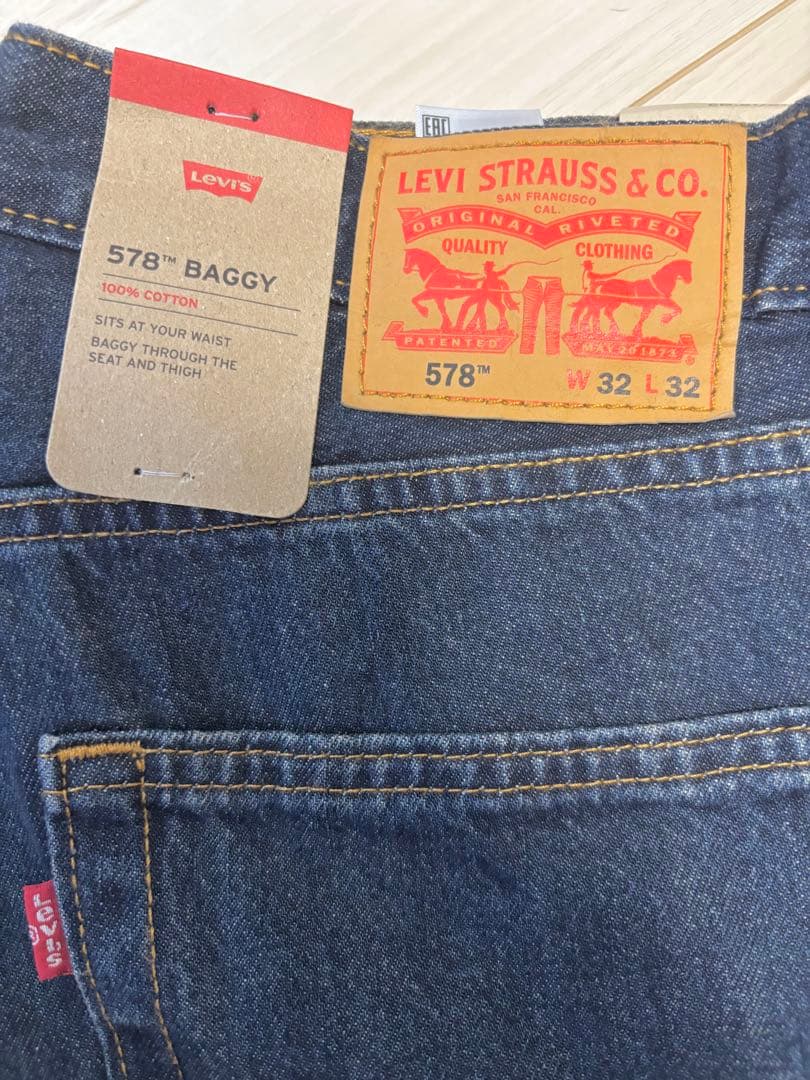 LEVI'S
578™ BAGGY
100% COTTON
SITS AT YOUR WAIST
BAGGY THROUGH THE
SEAT AND THIGH
EAC
LEVI STRAUSS & CO.
SAN FRANCISCO
CAL.
ORIGINAL RIVETED
QUALITY CLOTHING
PATENTED MAY 20 1873
®
578™ W 32 L 32
LEVI'S
®